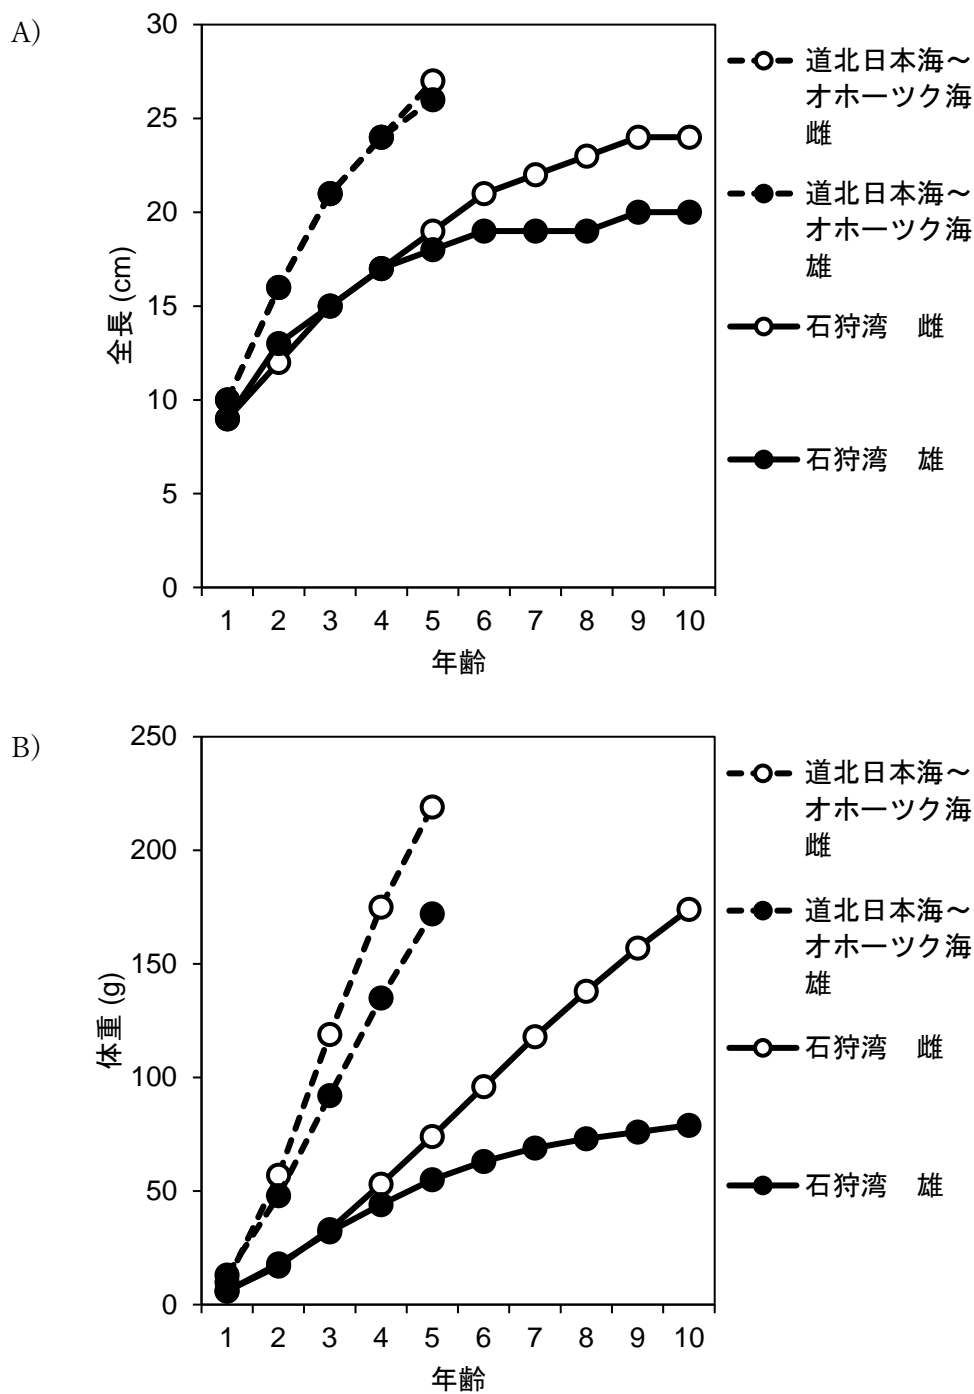 A)
30
25
20
15
10
5
0
全長 (cm)
1 2 3 4 5 6 7 8 9 10
年齢
道北日本海～
オホーツク海
雌
道北日本海～
オホーツク海
雄
石狩湾　雌
石狩湾　雄
B)
250
200
150
100
50
0
体重 (g)
1 2 3 4 5 6 7 8 9 10
年齢
道北日本海～
オホーツク海
雌
道北日本海～
オホーツク海
雄
石狩湾　雌
石狩湾　雄